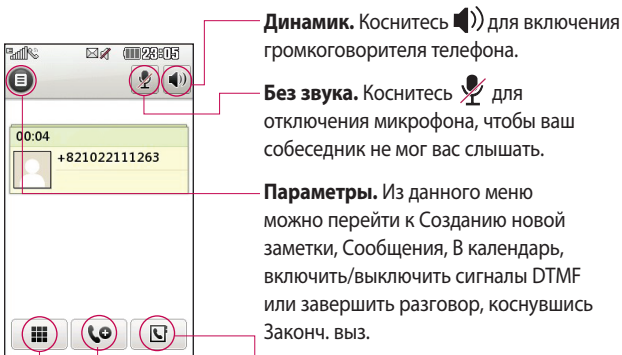 23:05
00:04
+821022111263
Динамик. Коснитесь для включения
громкоговорителя телефона.
Без звука. Коснитесь для
отключения микрофона, чтобы ваш
собеседник не мог вас слышать.
Параметры. Из данного меню
можно перейти к Созданию новой
заметки, Сообщения, В календарь,
включить/выключить сигналы DTMF
или завершить разговор, коснувшись
Законч. выз.